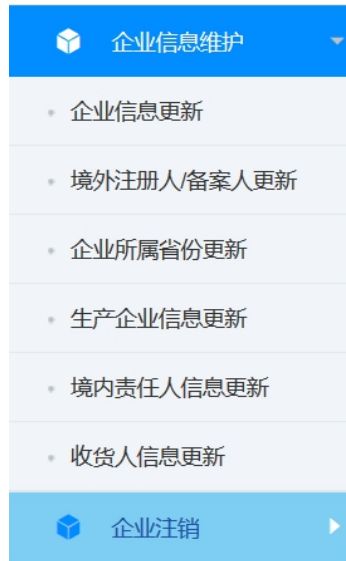 企业信息维护
企业信息更新
境外注册人/备案人更新
企业所属省份更新
生产企业信息更新
境内责任人信息更新
收货人信息更新
企业注销